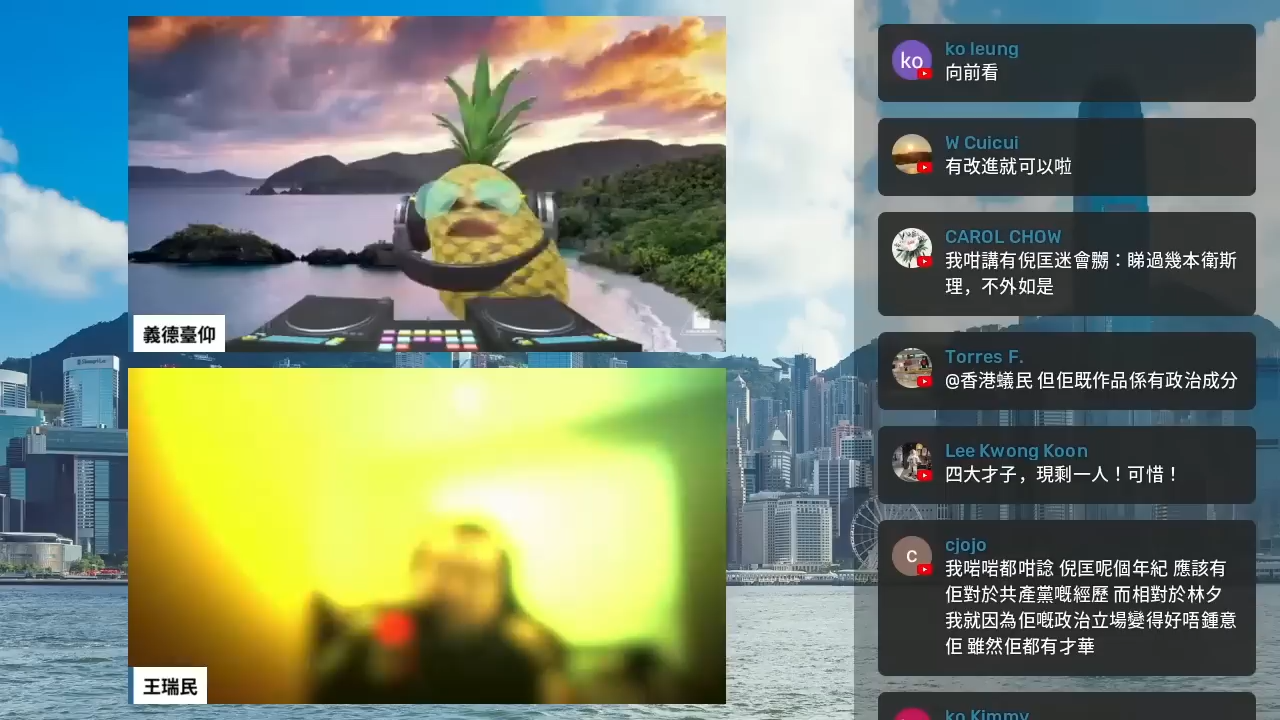 義德臺仰
王瑞民
ko leung
向前看
W Cuicui
有改進就可以啦
CAROL CHOW
我咁講有倪匡迷會嬲：睇過幾本衛斯
理，不外如是
Torres F.
@香港蟻民 但佢既作品係有政治成分
Lee Kwong Koon
四大才子，現剩一人！可惜！
cjojo
我啱啱都咁諗 倪匡呢個年紀 應該有
佢對於共產黨嘅經歷 而相對於林夕
我就因為佢嘅政治立場變得好唔鍾意
佢 雖然佢都有才華
ko Kimmy